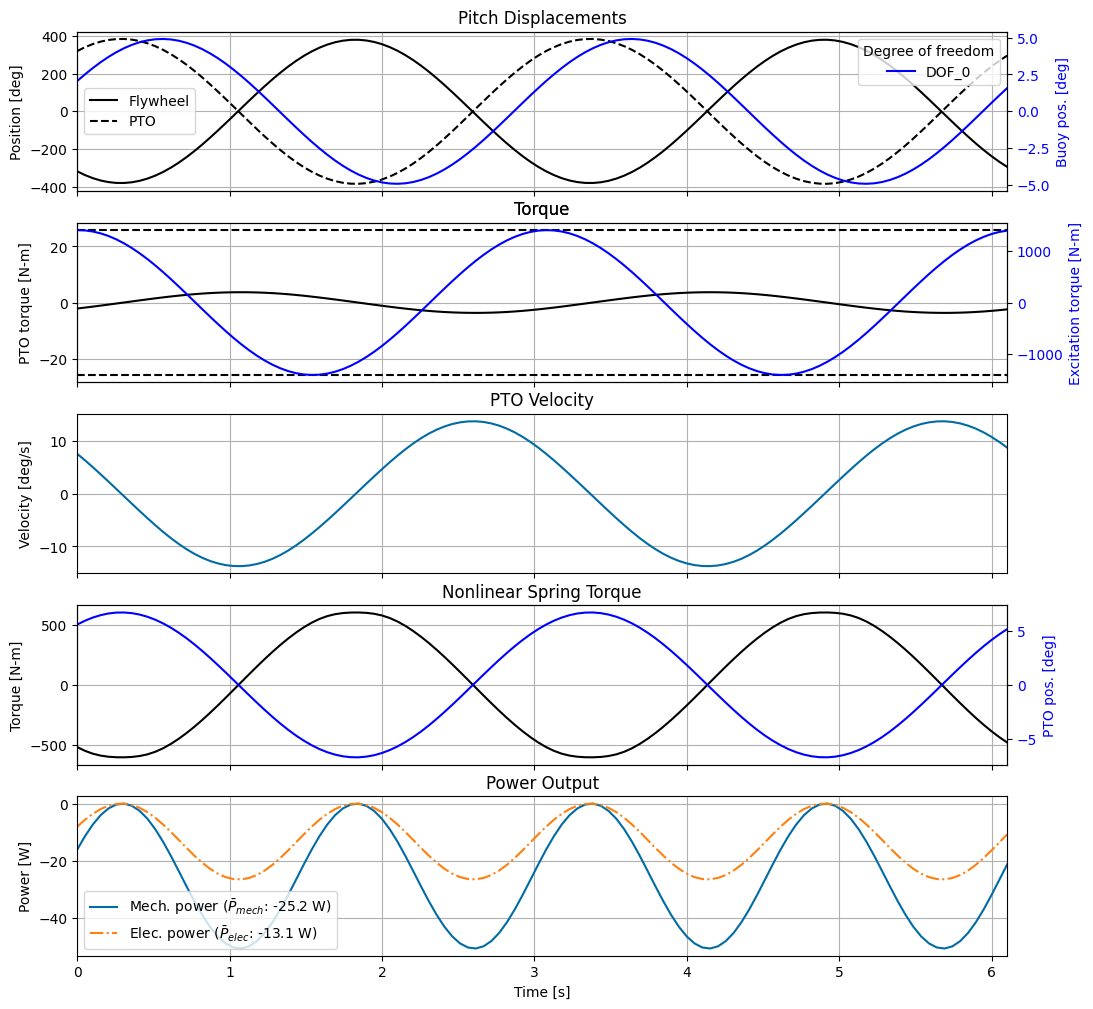 Pitch Displacements
400
200
0
−200
−400
Position [deg]
Flywheel
PTO
Degree of freedom
DOF_0
5.0
2.5
0.0
−2.5
−5.0
Buoy pos. [deg]
Torque
20
0
−20
PTO torque [N-m]
1000
0
−1000
Excitation torque [N-m]
PTO Velocity
10
0
−10
Velocity [deg/s]
Nonlinear Spring Torque
500
0
−500
Torque [N-m]
5
0
−5
PTO pos. [deg]
Power Output
0
−20
−40
Power [W]
Mech. power (P̄mech: -25.2 W)
Elec. power (P̄elec: -13.1 W)
0 1 2 3 4 5 6
Time [s]